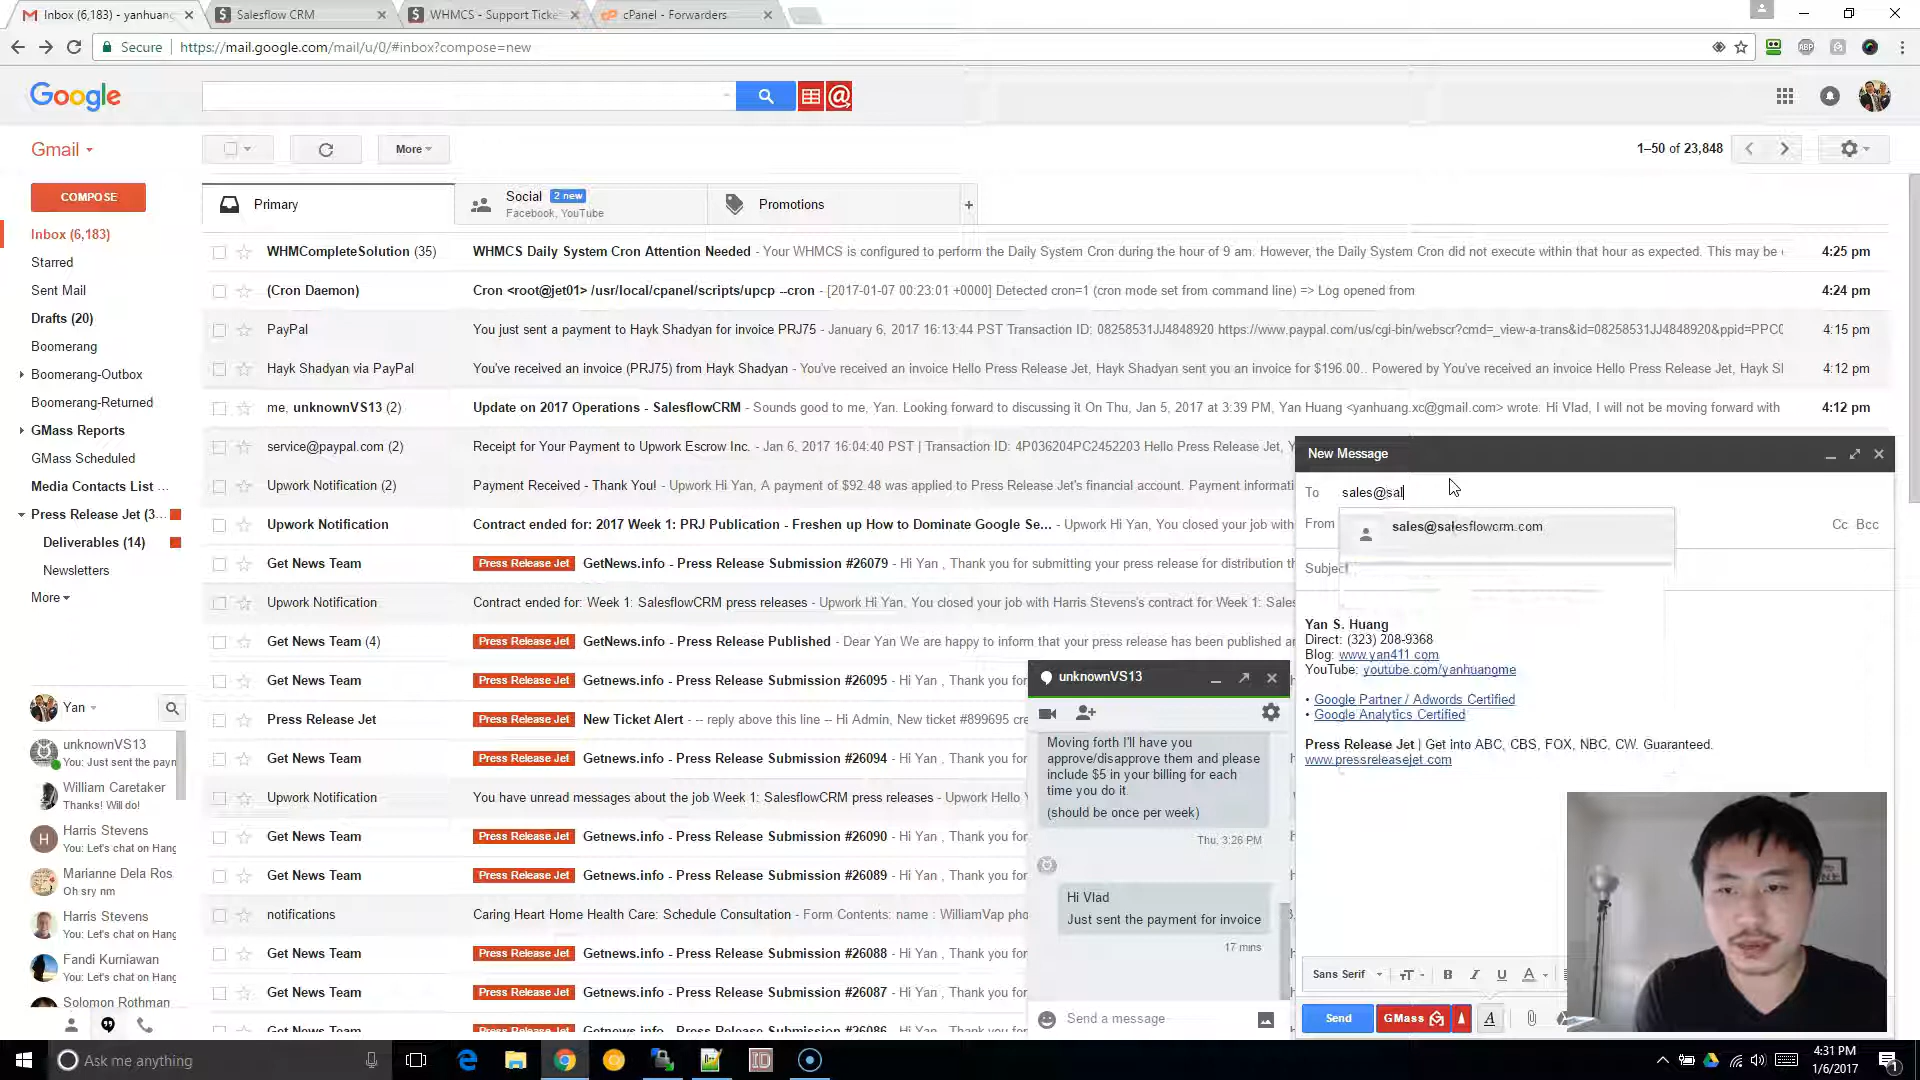 Inbox (6,183) - yanhuang
Salesflow CRM
WHMCS - Support Ticke
cPanel - Forwarders
Secure
https://mail.google.com/mail/u/0/#inbox?compose=new
Google
Gmail
More
1–50 of 23,848
COMPOSE
Primary
Social 2 new
Facebook, YouTube
Promotions
Inbox (6,183)
Starred
Sent Mail
Drafts (20)
Boomerang
Boomerang-Outbox
Boomerang-Returned
GMass Reports
GMass Scheduled
Media Contacts List ...
Press Release Jet (3...
Deliverables (14)
Newsletters
More
WHMCompleteSolution (35) WHMCS Daily System Cron Attention Needed - Your WHMCS is configured to perform the Daily System Cron during the hour of 9 am. However, the Daily System Cron did not execute within that hour as expected. This may be 4:25 pm
(Cron Daemon) Cron <root@jet01> /usr/local/cpanel/scripts/upcp --cron - [2017-01-07 00:23:01 +0000] Detected cron=1 (cron mode set from command line) => Log opened from 4:24 pm
PayPal You just sent a payment to Hayk Shadyan for invoice PRJ75 - January 6, 2017 16:13:44 PST Transaction ID: 08258531JJ4848920 https://www.paypal.com/us/cgi-bin/webscr?cmd=_view-a-trans&id=08258531JJ4848920&ppid=PPC0 4:15 pm
Hayk Shadyan via PayPal You've received an invoice (PRJ75) from Hayk Shadyan - You've received an invoice Hello Press Release Jet, Hayk Shadyan sent you an invoice for $196.00.. Powered by You've received an invoice Hello Press Release Jet, Hayk SI 4:12 pm
me, unknownVS13 (2) Update on 2017 Operations - SalesflowCRM - Sounds good to me, Yan. Looking forward to discussing it On Thu, Jan 5, 2017 at 3:39 PM, Yan Huang <yanhuang.xc@gmail.com> wrote: Hi Vlad, I will not be moving forward with 4:12 pm
service@paypal.com (2) Receipt for Your Payment to Upwork Escrow Inc. - Jan 6, 2017 16:04:40 PST | Transaction ID: 4P036204PC2452203 Hello Press Release Jet, Y
Upwork Notification (2) Payment Received - Thank You! - Upwork Hi Yan, A payment of $92.48 was applied to Press Release Jet's financial account. Payment informati
Upwork Notification Contract ended for: 2017 Week 1: PRJ Publication - Freshen up How to Dominate Google Se... - Upwork Hi Yan, You closed your job with
Get News Team Press Release Jet GetNews.info - Press Release Submission #26079 - Hi Yan , Thank you for submitting your press release for distribution th
Upwork Notification Contract ended for: Week 1: SalesflowCRM press releases - Upwork Hi Yan, You closed your job with Harris Stevens's contract for Week 1: Sales
Get News Team (4) Press Release Jet GetNews.info - Press Release Published - Dear Yan We are happy to inform that your press release has been published an
Get News Team Press Release Jet Getnews.info - Press Release Submission #26095 - Hi Yan, Thank you for
Press Release Jet Press Release Jet New Ticket Alert - -- reply above this line -- Hi Admin, New ticket #899695 cre
Get News Team Press Release Jet Getnews.info - Press Release Submission #26094 - Hi Yan, Thank you for
Upwork Notification You have unread messages about the job Week 1: SalesflowCRM press releases - Upwork Hello Y
Get News Team Press Release Jet Getnews.info - Press Release Submission #26090 - Hi Yan, Thank you for
Get News Team Press Release Jet Getnews.info - Press Release Submission #26089 - Hi Yan, Thank you for
notifications Caring Heart Home Health Care: Schedule Consultation - Form Contents: name : WilliamVap pho
Get News Team Press Release Jet Getnews.info - Press Release Submission #26088 - Hi Yan, Thank you for
Get News Team Press Release Jet Getnews.info - Press Release Submission #26087 - Hi Yan, Thank you for
Get News Team Press Release Jet Getnews.info - Press Release Submission #26086 - Hi Yan, Thank you for
Yan
unknownVS13
You: Just sent the payn
William Caretaker
Thanks! Will do!
H
Harris Stevens
You: Let's chat on Hang
Marianne Dela Ros
Oh sry nm
Harris Stevens
You: Let's chat on Hang
Fandi Kurniawan
You: Let's chat on Hang
Solomon Rothman
unknownVS13
Moving forth I'll have you
approve/disapprove them and please
include $5 in your billing for each
time you do it
(should be once per week)
Thu, 3:26 PM
Hi Vlad
Just sent the payment for invoice
17 mins
Send a message
New Message
To sales@sal
sales@salesflowcrm.com
From
Cc Bcc
Subject
Yan S. Huang
Direct: (323) 208-9368
Blog: www.yan411.com
YouTube: youtube.com/yanhuangme
• Google Partner / Adwords Certified
• Google Analytics Certified
Press Release Jet | Get into ABC, CBS, FOX, NBC, CW. Guaranteed.
www.pressreleasejet.com
Sans Serif
Send
GMass
Ask me anything
4:31 PM
1/6/2017